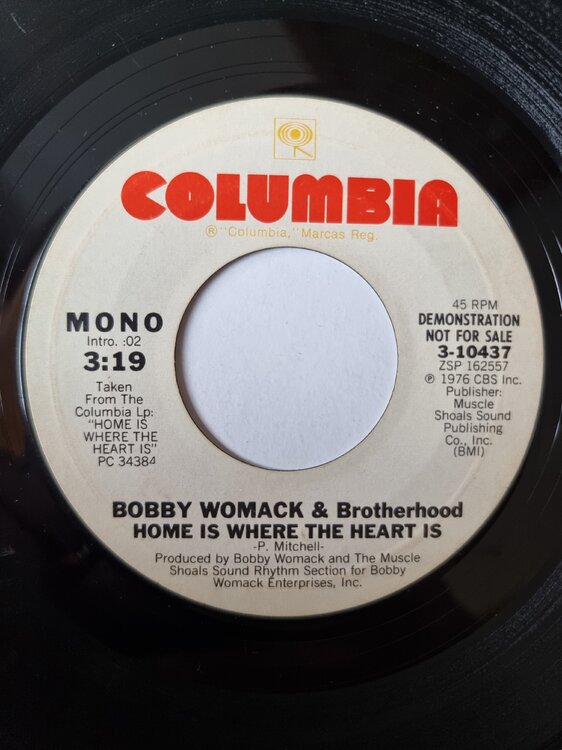 COLUMBIA
® "Columbia," Marcas Reg.
MONO
Intro. :02
3:19
Taken
From The
Columbia Lp:
"HOME IS
WHERE THE
HEART IS"
PC 34384
45 RPM
DEMONSTRATION
NOT FOR SALE
3-10437
ZSP 162557
℗ 1976 CBS Inc.
Publisher:
Muscle
Shoals Sound
Publishing
Co., Inc.
(BMI)
BOBBY WOMACK & Brotherhood
HOME IS WHERE THE HEART IS
-P. Mitchell-
Produced by Bobby Womack and The Muscle
Shoals Sound Rhythm Section for Bobby
Womack Enterprises, Inc.